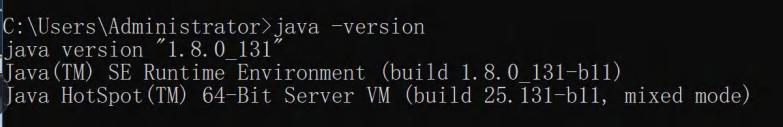 C:\Users\Administrator>java -version
java version "1.8.0_131"
Java(TM) SE Runtime Environment (build 1.8.0_131-b11)
Java HotSpot(TM) 64-Bit Server VM (build 25.131-b11, mixed mode)